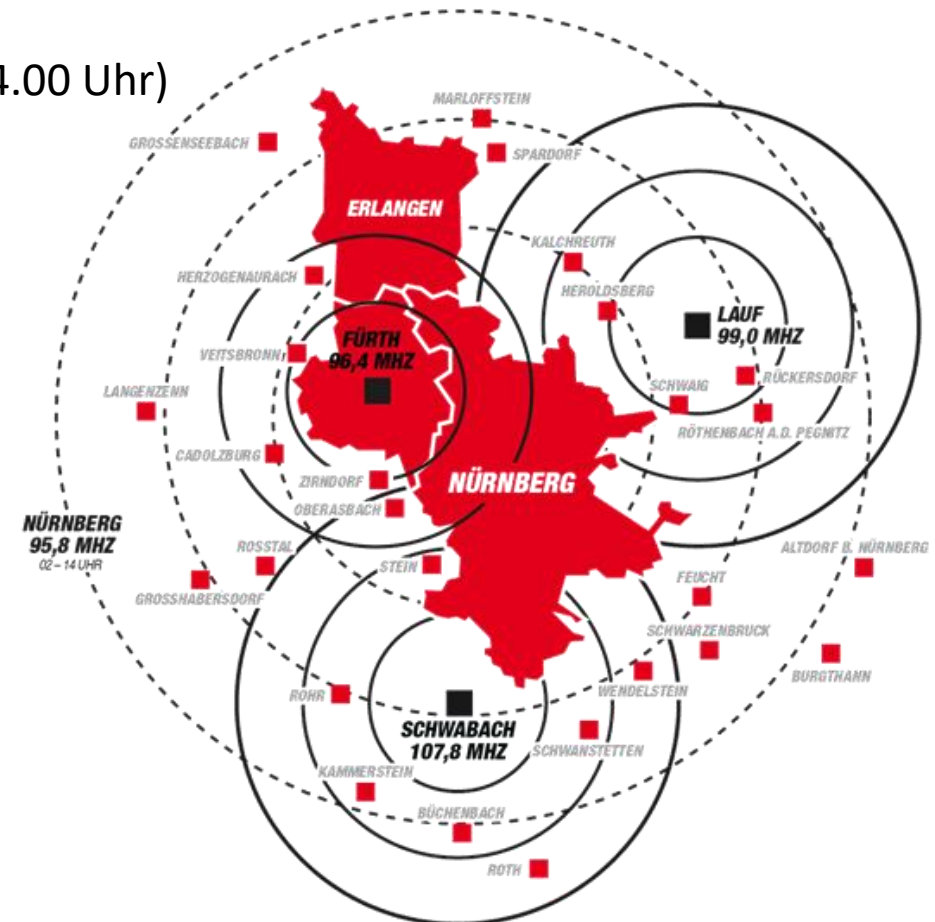 4.00 Uhr)
MARLOFFSTEIN
GROSSENSEEBACH
SPARDORF
ERLANGEN
KALCHREUTH
HERZOGENAURACH
HEROLDSBERG
LAUF
99,0 MHZ
FÜRTH
96,4 MHZ
VEITSBRONN
LANGENZENN
SCHWAIG
RÜCKERSDORF
RÖTHENBACH A.D. PEGNITZ
CADOLZBURG
ZIRNDORF
NÜRNBERG
OBERASBACH
NÜRNBERG
95,8 MHZ
02 – 14 UHR
ROSSTAL
STEIN
ALTDORF B. NÜRNBERG
FEUCHT
GROSSHABERSDORF
SCHWARZENBRUCK
BURGTHANN
ROHR
WENDELSTEIN
SCHWABACH
107,8 MHZ
SCHWANSTETTEN
KAMMERSTEIN
BÜCHENBACH
ROTH